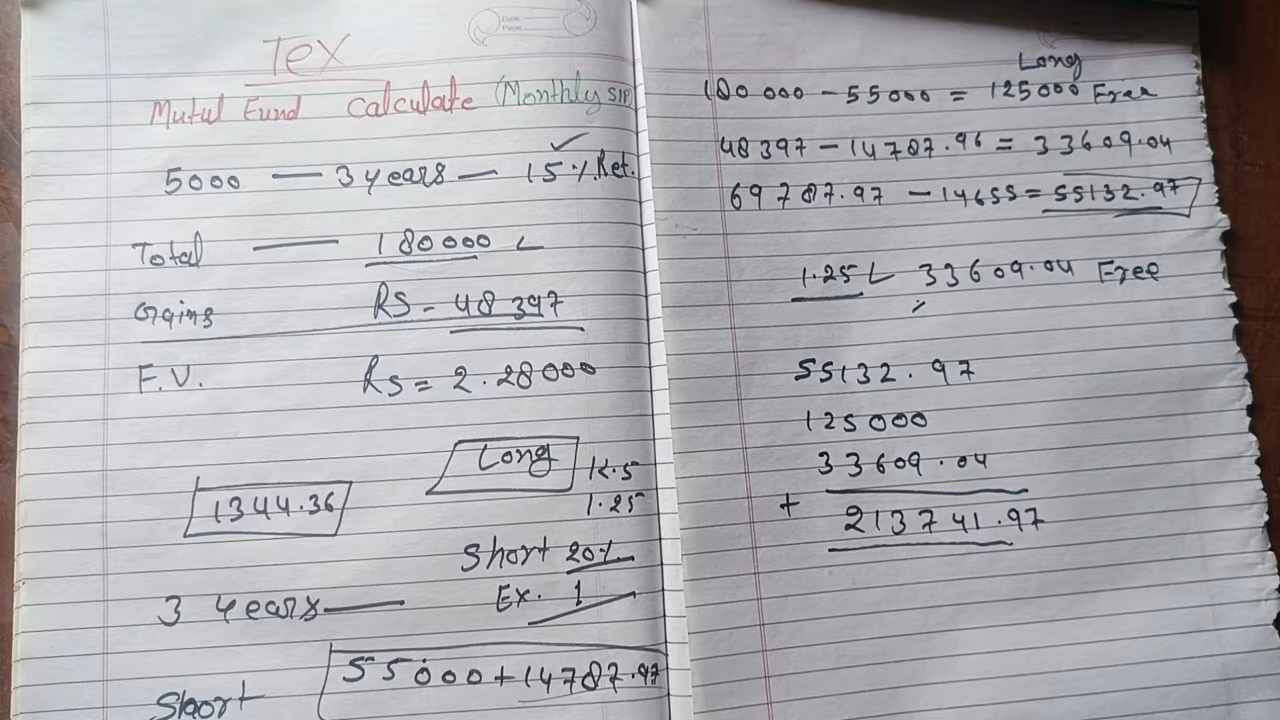 Tex
Mutul Fund Calculate (Monthly SIP)
5000 — 3 years — 15 %. Ret.
Total — 180000 L
Gains RS - 48397
F.V. RS = 2.28000
Long
1344.36
1.25
Short 20%
Ex. 1
3 years —
Short 55000 + 14787.97
Long
180 000 - 55000 = 125000 Free
48397 - 14787.96 = 33609.04
69787.97 - 14655 = 55132.97
1.25 L 33609.04 Free
55132.97
125000
33609.04
+
213741.97